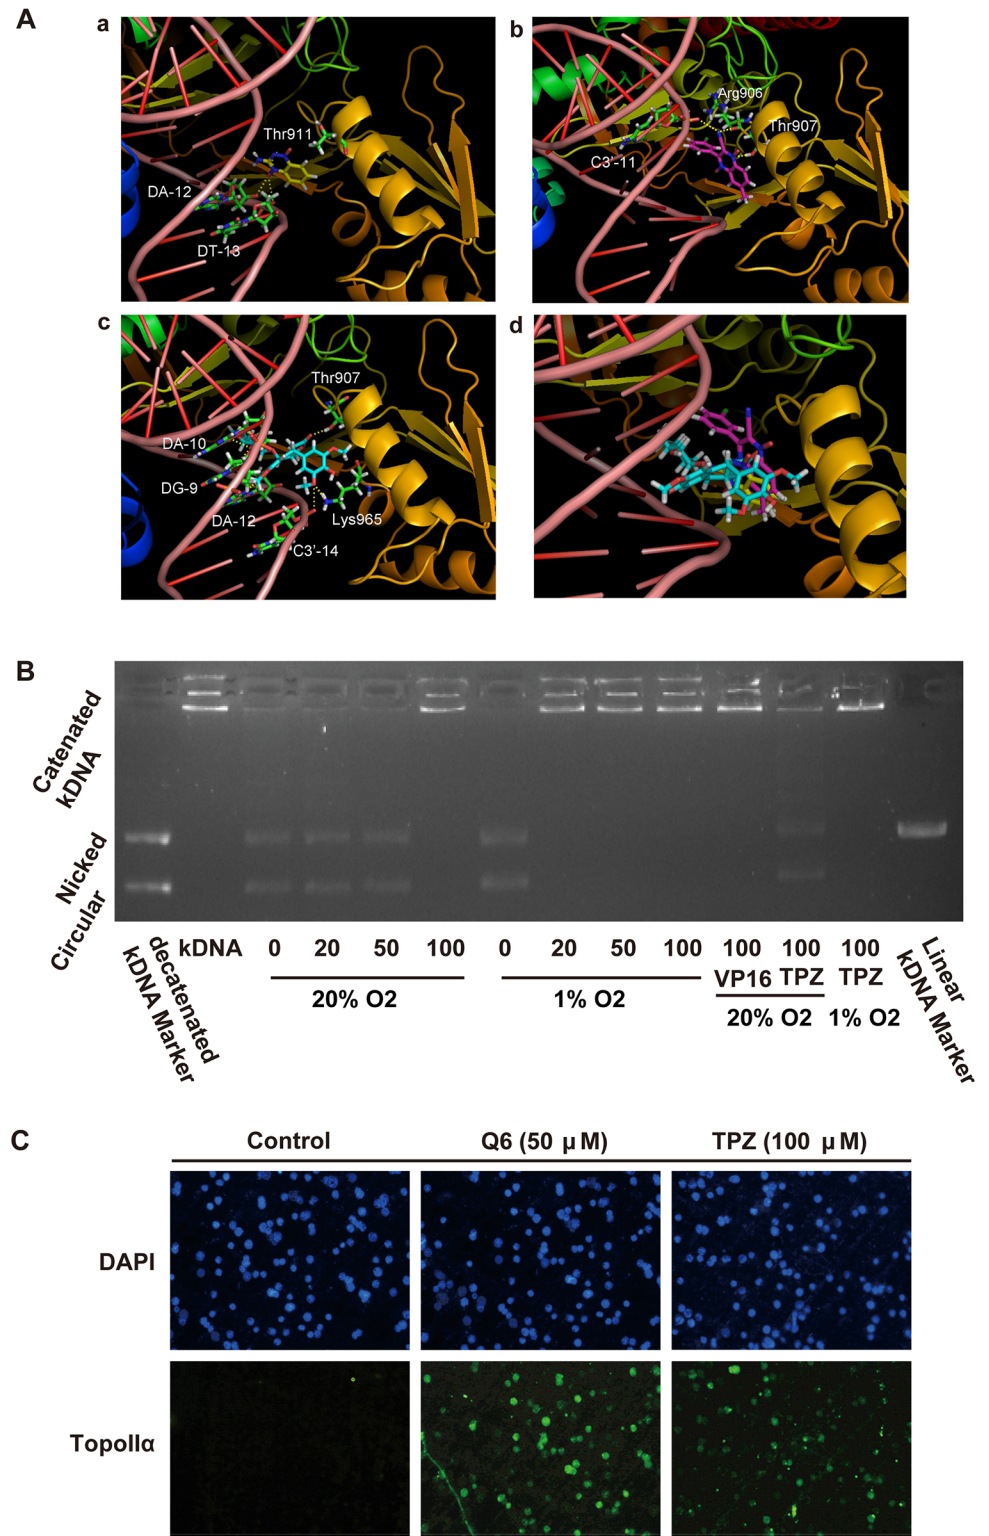 A
a
Thr911
DA-12
DT-13
b
Arg906
Thr907
C3'-11
c
Thr907
DA-10
DG-9
DA-12
Lys965
C3'-14
d
B
Catenated
kDNA
Nicked
Circular
decatenated
kDNA Marker
kDNA
0 20 50 100
20% O2
0 20 50 100
1% O2
100 100
VP16 TPZ
20% O2
100
TPZ
1% O2
Linear
kDNA Marker
C
Control Q6 (50 μM) TPZ (100 μM)
DAPI
TopoIIα